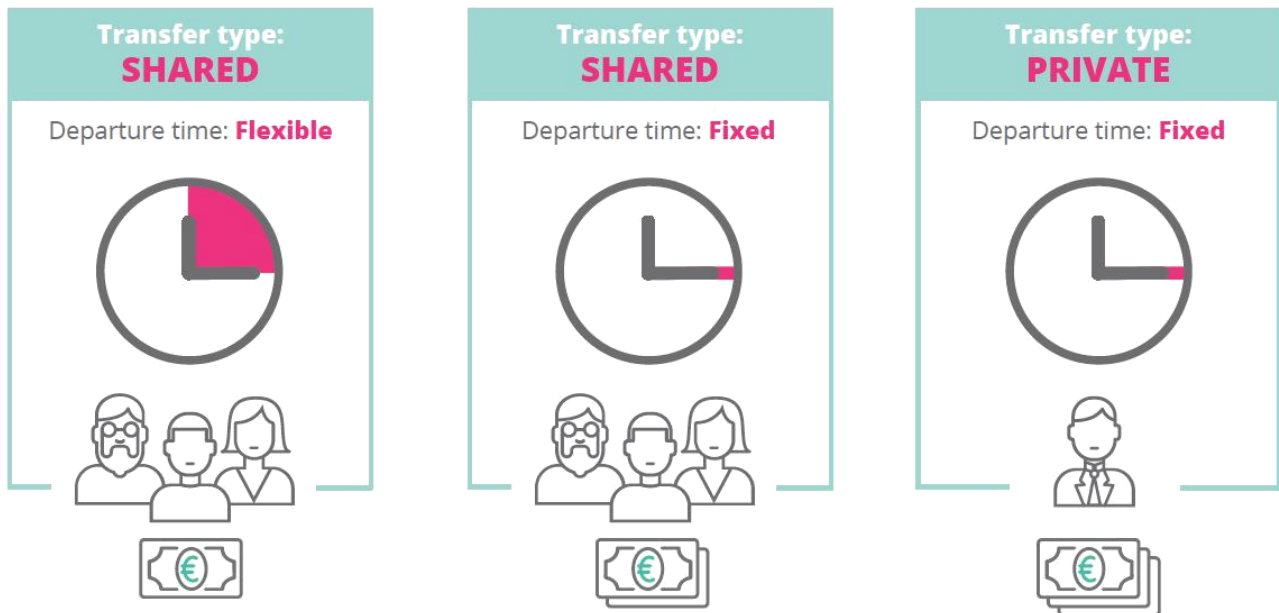 Transfer type:
SHARED
Departure time: Flexible
€
Transfer type:
SHARED
Departure time: Fixed
€
Transfer type:
PRIVATE
Departure time: Fixed
€